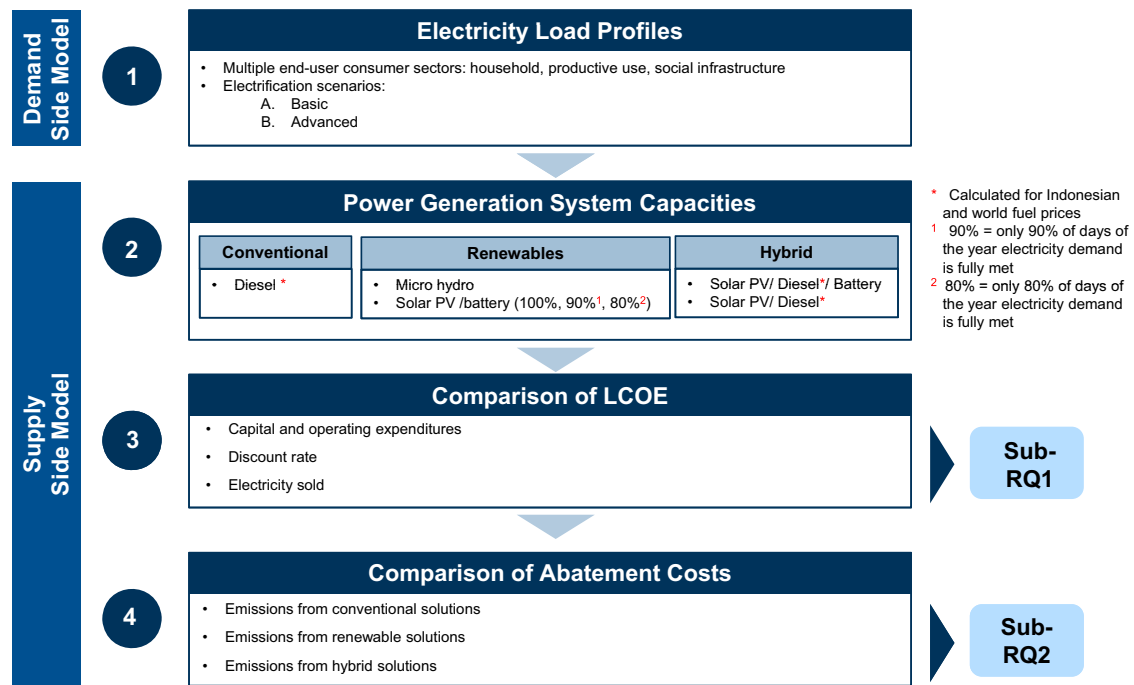 Demand
Side Model
1
Electricity Load Profiles
• Multiple end-user consumer sectors: household, productive use, social infrastructure
• Electrification scenarios:
A. Basic
B. Advanced
Supply
Side Model
2
Power Generation System Capacities
Conventional
• Diesel *
Renewables
• Micro hydro
• Solar PV /battery (100%, 90%¹, 80%²)
Hybrid
• Solar PV/ Diesel*/ Battery
• Solar PV/ Diesel*
* Calculated for Indonesian
and world fuel prices
¹ 90% = only 90% of days of
the year electricity demand
is fully met
² 80% = only 80% of days of
the year electricity demand
is fully met
3
Comparison of LCOE
• Capital and operating expenditures
• Discount rate
• Electricity sold
Sub-
RQ1
4
Comparison of Abatement Costs
• Emissions from conventional solutions
• Emissions from renewable solutions
• Emissions from hybrid solutions
Sub-
RQ2